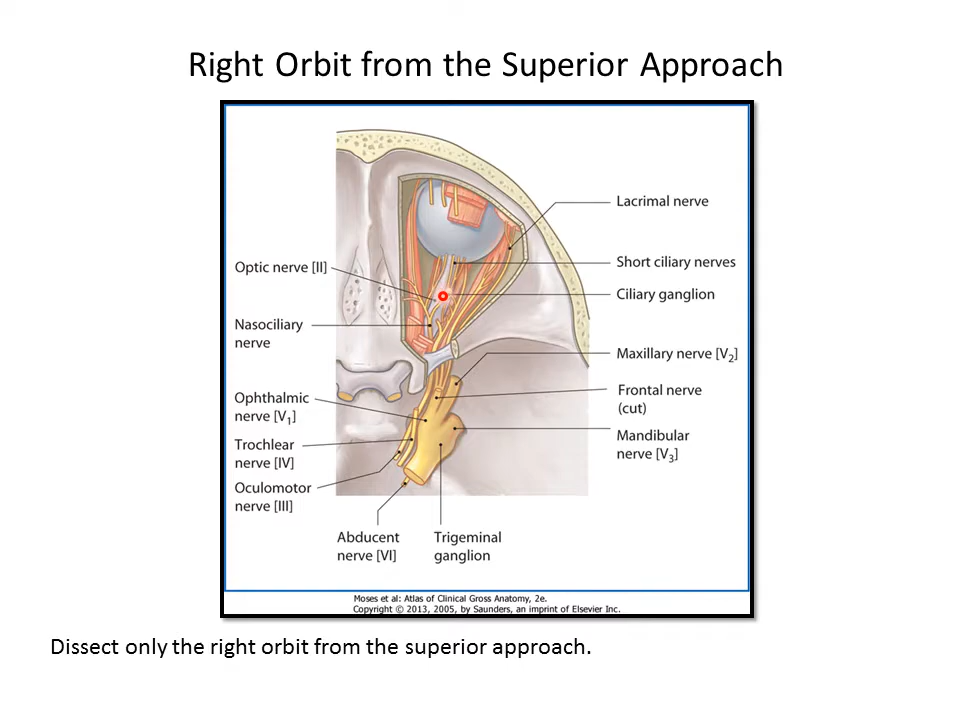 Right Orbit from the Superior Approach
Lacrimal nerve
Optic nerve [II]
Short ciliary nerves
Ciliary ganglion
Nasociliary
nerve
Maxillary nerve [V2]
Ophthalmic
nerve [V1]
Frontal nerve
(cut)
Trochlear
nerve [IV]
Mandibular
nerve [V3]
Oculomotor
nerve [III]
Abducent
nerve [VI]
Trigeminal
ganglion
Moses et al: Atlas of Clinical Gross Anatomy, 2e.
Copyright © 2013, 2005, by Saunders, an imprint of Elsevier Inc.
Dissect only the right orbit from the superior approach.